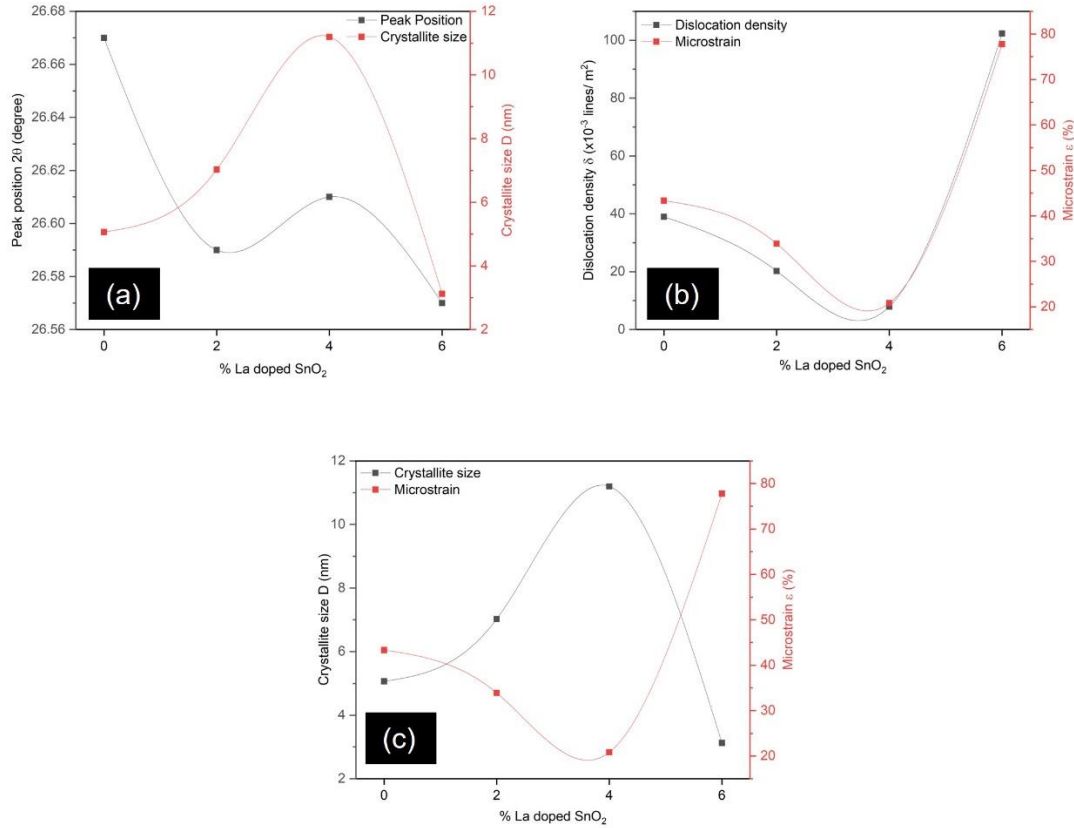 Peak Position
Crystallite size
Peak position 2θ (degree)
26.68
26.66
26.64
26.62
26.60
26.58
26.56
12
10
8
6
4
2
Crystallite size D (nm)
(a)
0 2 4 6
% La doped SnO2
Dislocation density
Microstrain
Dislocation density δ (x10-3 lines/ m2)
100
80
60
40
20
0
80
70
60
50
40
30
20
Microstrain ε (%)
(b)
0 2 4 6
% La doped SnO2
Crystallite size
Microstrain
Crystallite size D (nm)
12
10
8
6
4
2
80
70
60
50
40
30
20
Microstrain ε (%)
(c)
0 2 4 6
% La doped SnO2